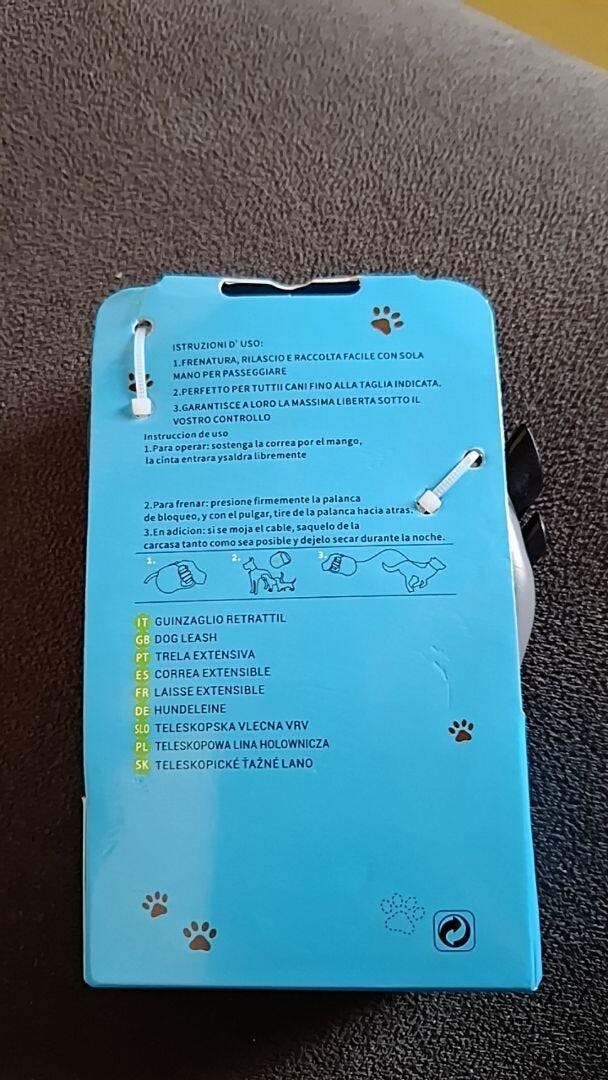 ISTRUZIONI D' USO:
1.FRENATURA, RILASCIO E RACCOLTA FACILE CON SOLA
MANO PER PASSEGGIARE
2.PERFETTO PER TUTTII CANI FINO ALLA TAGLIA INDICATA.
3.GARANTISCE A LORO LA MASSIMA LIBERTA SOTTO IL
VOSTRO CONTROLLO
Instruccion de uso
1.Para operar: sostenga la correa por el mango,
la cinta entrara ysaldra libremente
2.Para frenar: presione firmemente la palanca
de bloqueo, y con el pulgar, tire de la palanca hacia atras.
3.En adicion: si se moja el cable, saquelo de la
carcasa tanto como sea posible y dejelo secar durante la noche.
1. 2. 3.
IT GUINZAGLIO RETRATTIL
GB DOG LEASH
PT TRELA EXTENSIVA
ES CORREA EXTENSIBLE
FR LAISSE EXTENSIBLE
DE HUNDELEINE
SLO TELESKOPSKA VLECNA VRV
PL TELESKOPOWA LINA HOLOWNICZA
SK TELESKOPICKÉ ŤAŽNÉ LANO